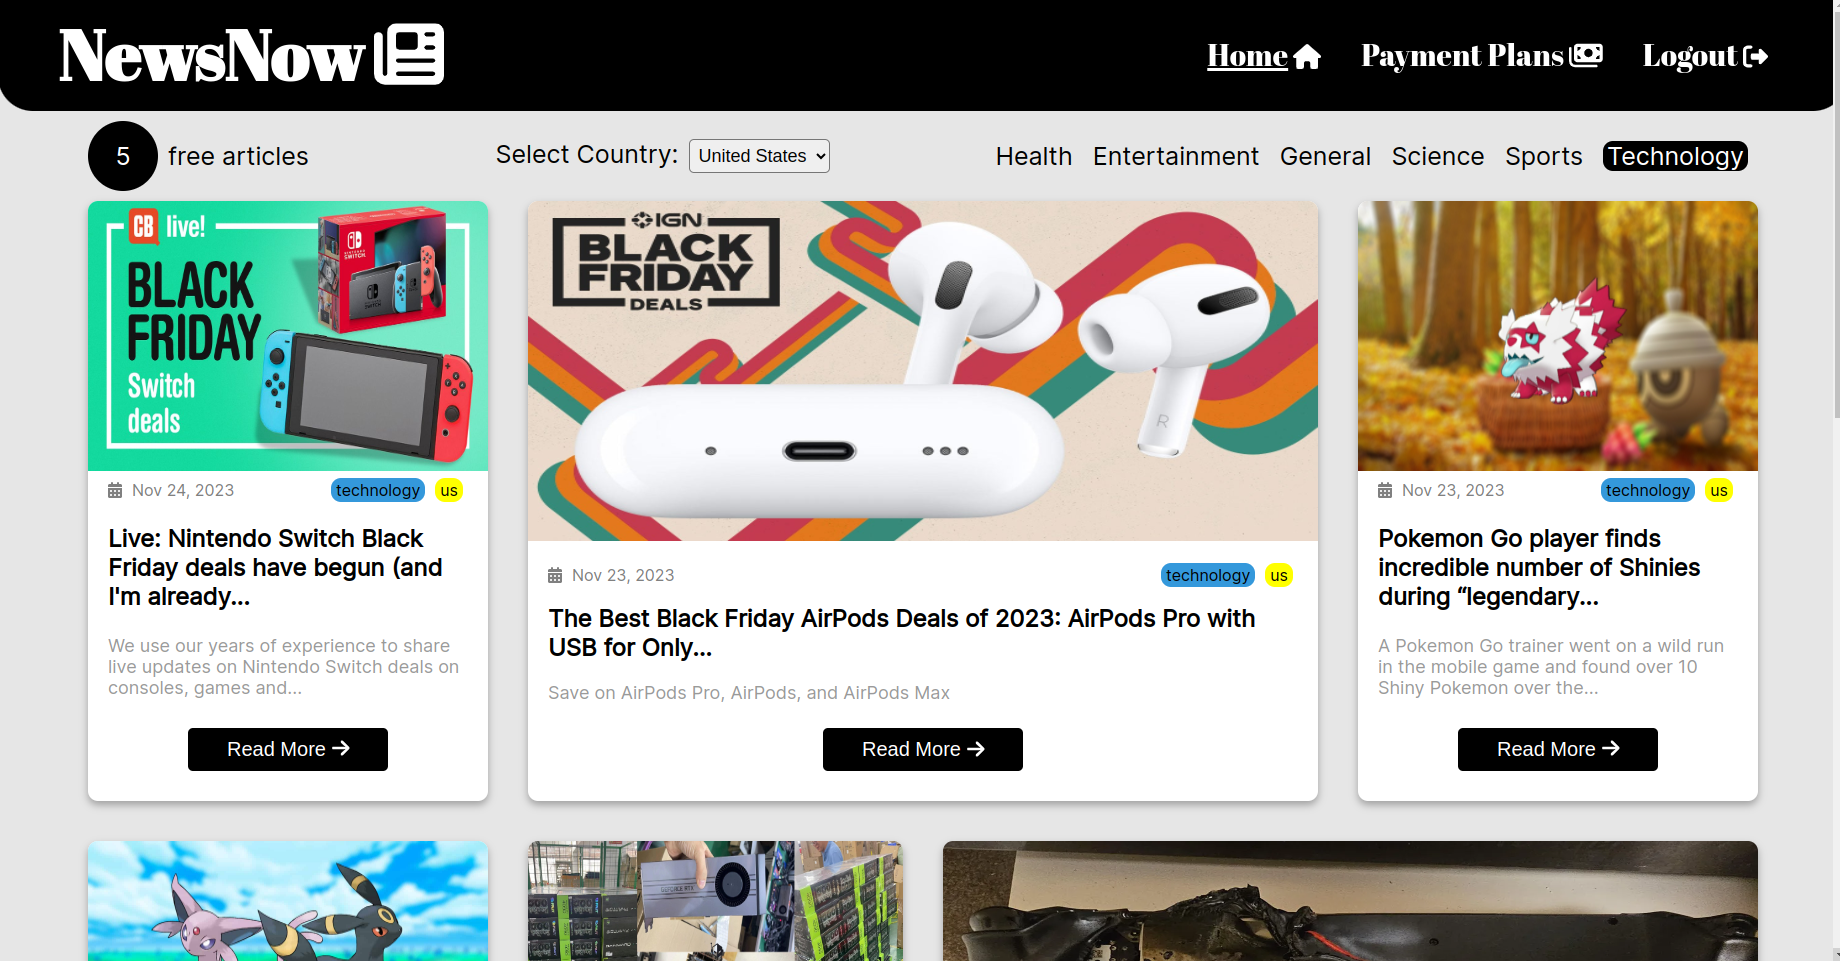 NewsNow
Home
Payment Plans
Logout
5 free articles
Select Country: United States
Health Entertainment General Science Sports Technology
CB live!
BLACK
FRIDAY
Switch
deals
NINTENDO
SWITCH
Nov 24, 2023 technology us
Live: Nintendo Switch Black
Friday deals have begun (and
I'm already...
We use our years of experience to share
live updates on Nintendo Switch deals on
consoles, games and...
Read More
IGN
BLACK
FRIDAY
DEALS
R
Nov 23, 2023 technology us
The Best Black Friday AirPods Deals of 2023: AirPods Pro with
USB for Only...
Save on AirPods Pro, AirPods, and AirPods Max
Read More
Nov 23, 2023 technology us
Pokemon Go player finds
incredible number of Shinies
during “legendary...
A Pokemon Go trainer went on a wild run
in the mobile game and found over 10
Shiny Pokemon over the...
Read More
GEFORCE RTX